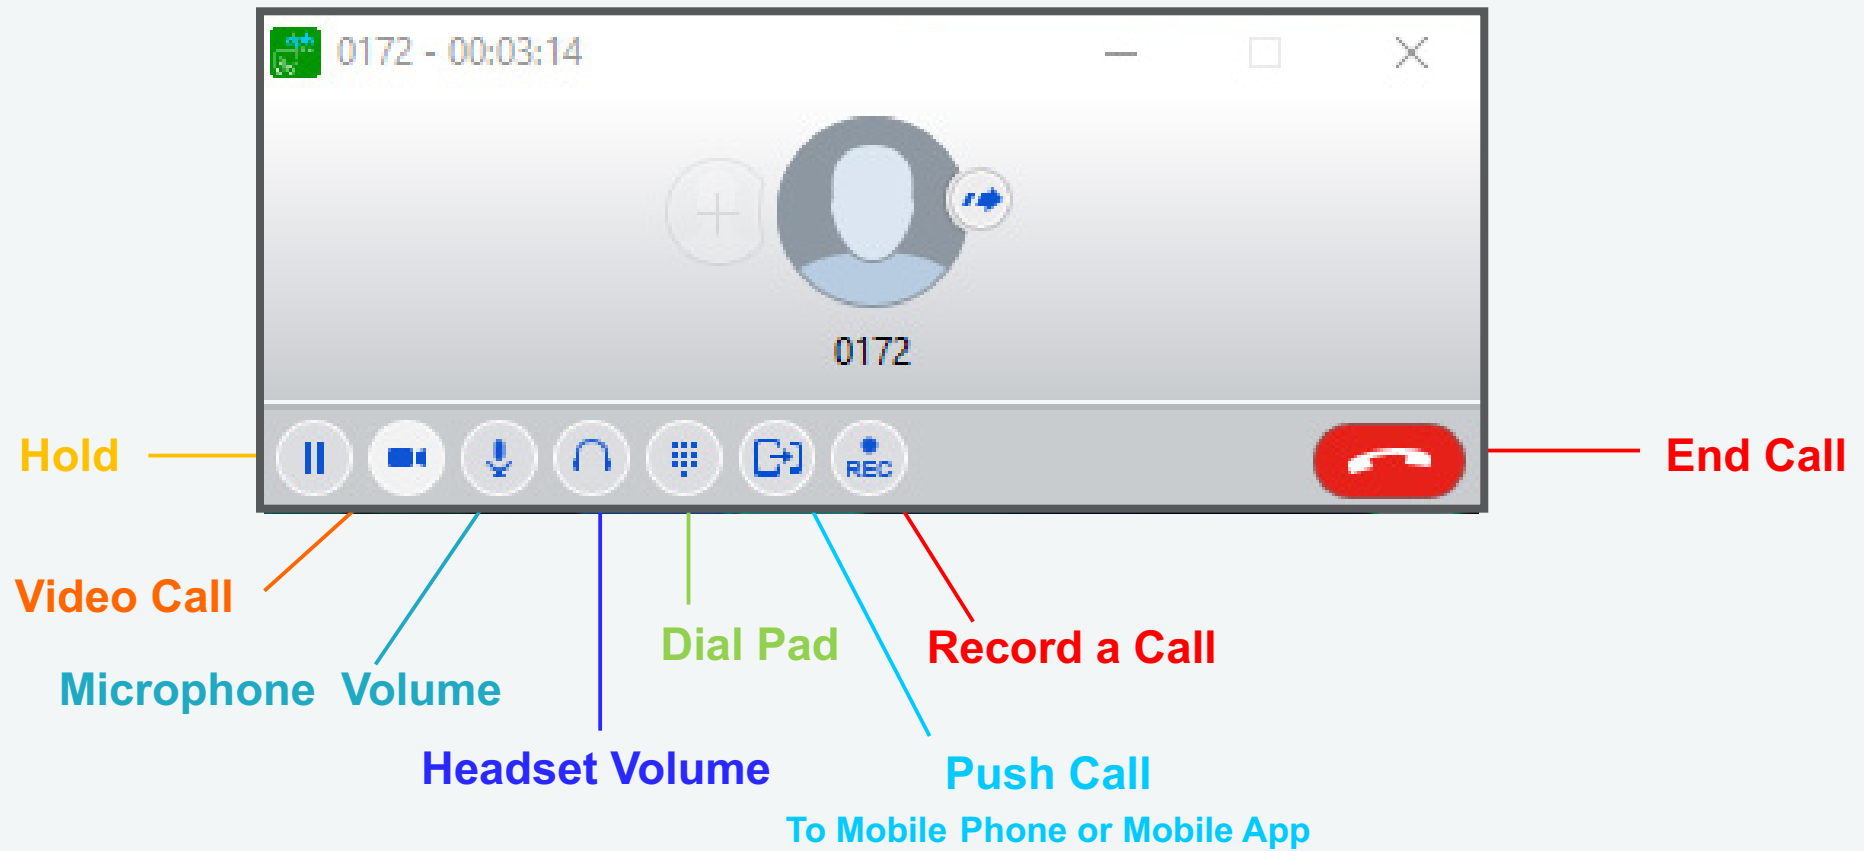 0172 - 00:03:14
0172
REC
Hold
End Call
Video Call
Dial Pad
Record a Call
Microphone Volume
Headset Volume
Push Call
To Mobile Phone or Mobile App